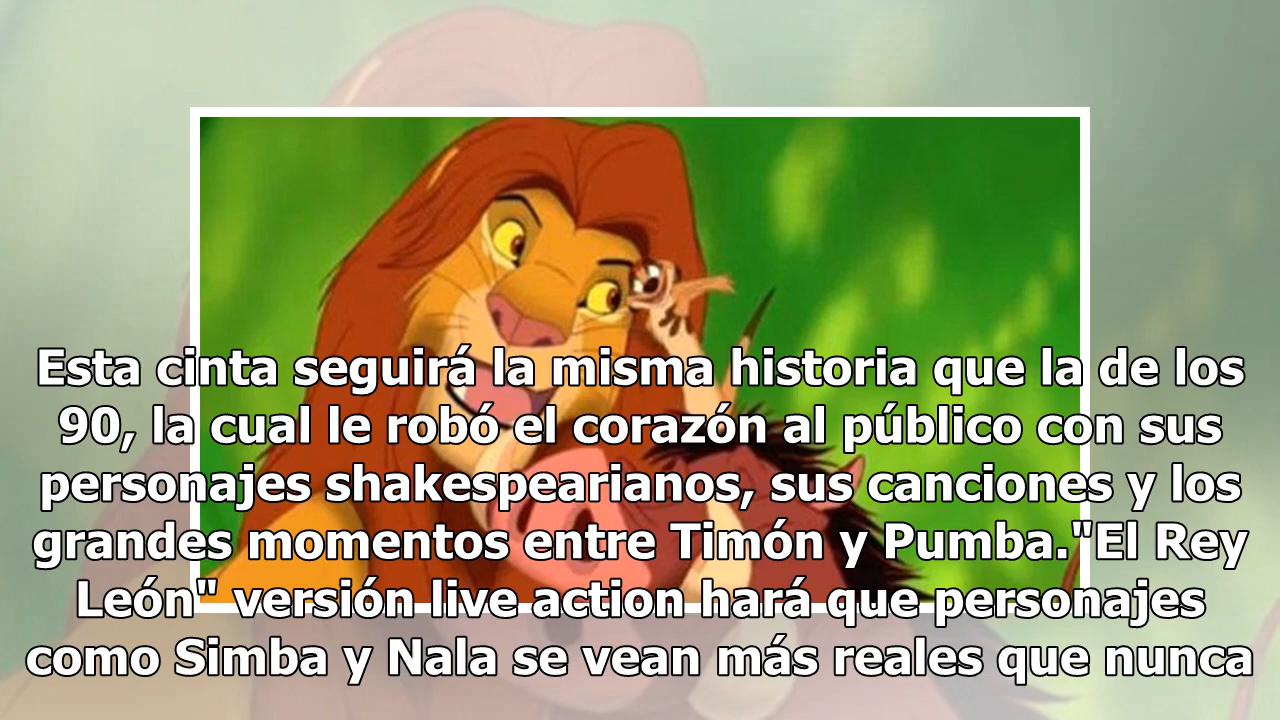 Esta cinta seguirá la misma historia que la de los
90, la cual le robó el corazón al público con sus
personajes shakespearianos, sus canciones y los
grandes momentos entre Timón y Pumba."El Rey
León" versión live action hará que personajes
como Simba y Nala se vean más reales que nunca